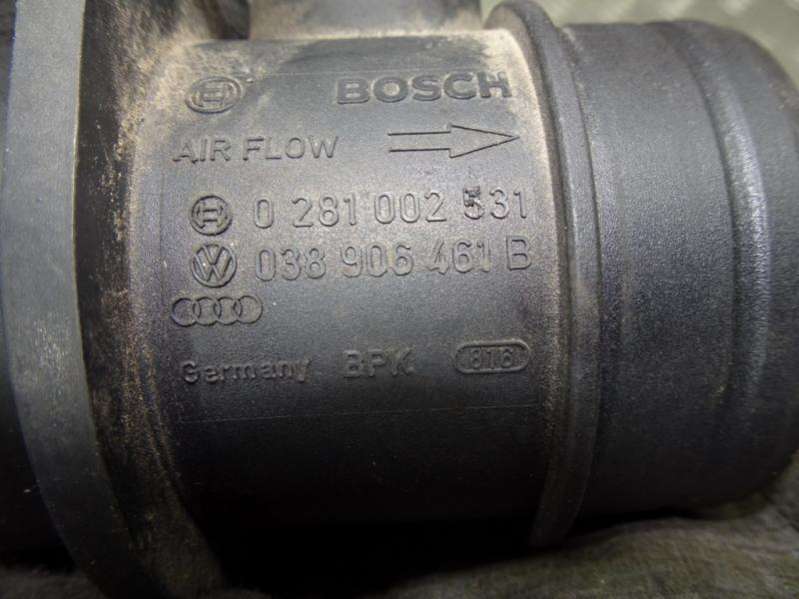 BOSCH
AIR FLOW
0 281 002 531
038 906 461 B
Germany BPK 816